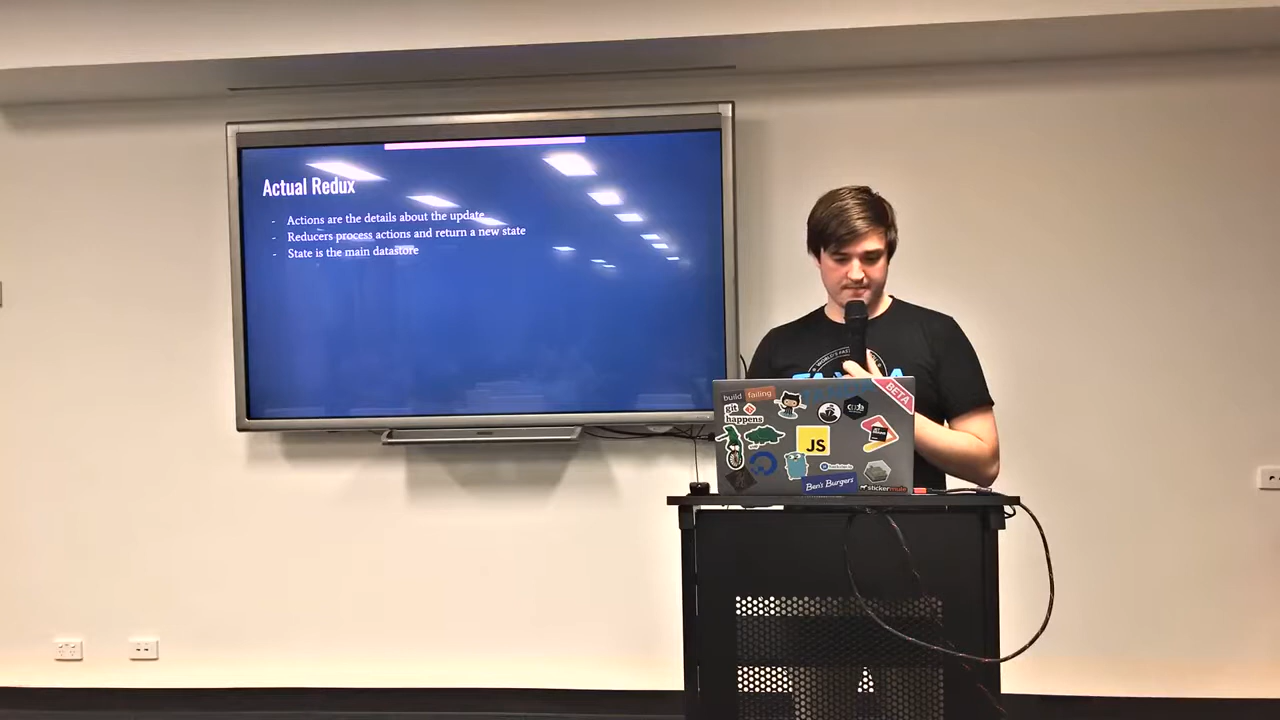 Actual Redux
- Actions are the details about the update
- Reducers process actions and return a new state
- State is the main datastore
build failing
git happens
JS
BETA
Ben's Burgers
stickermule